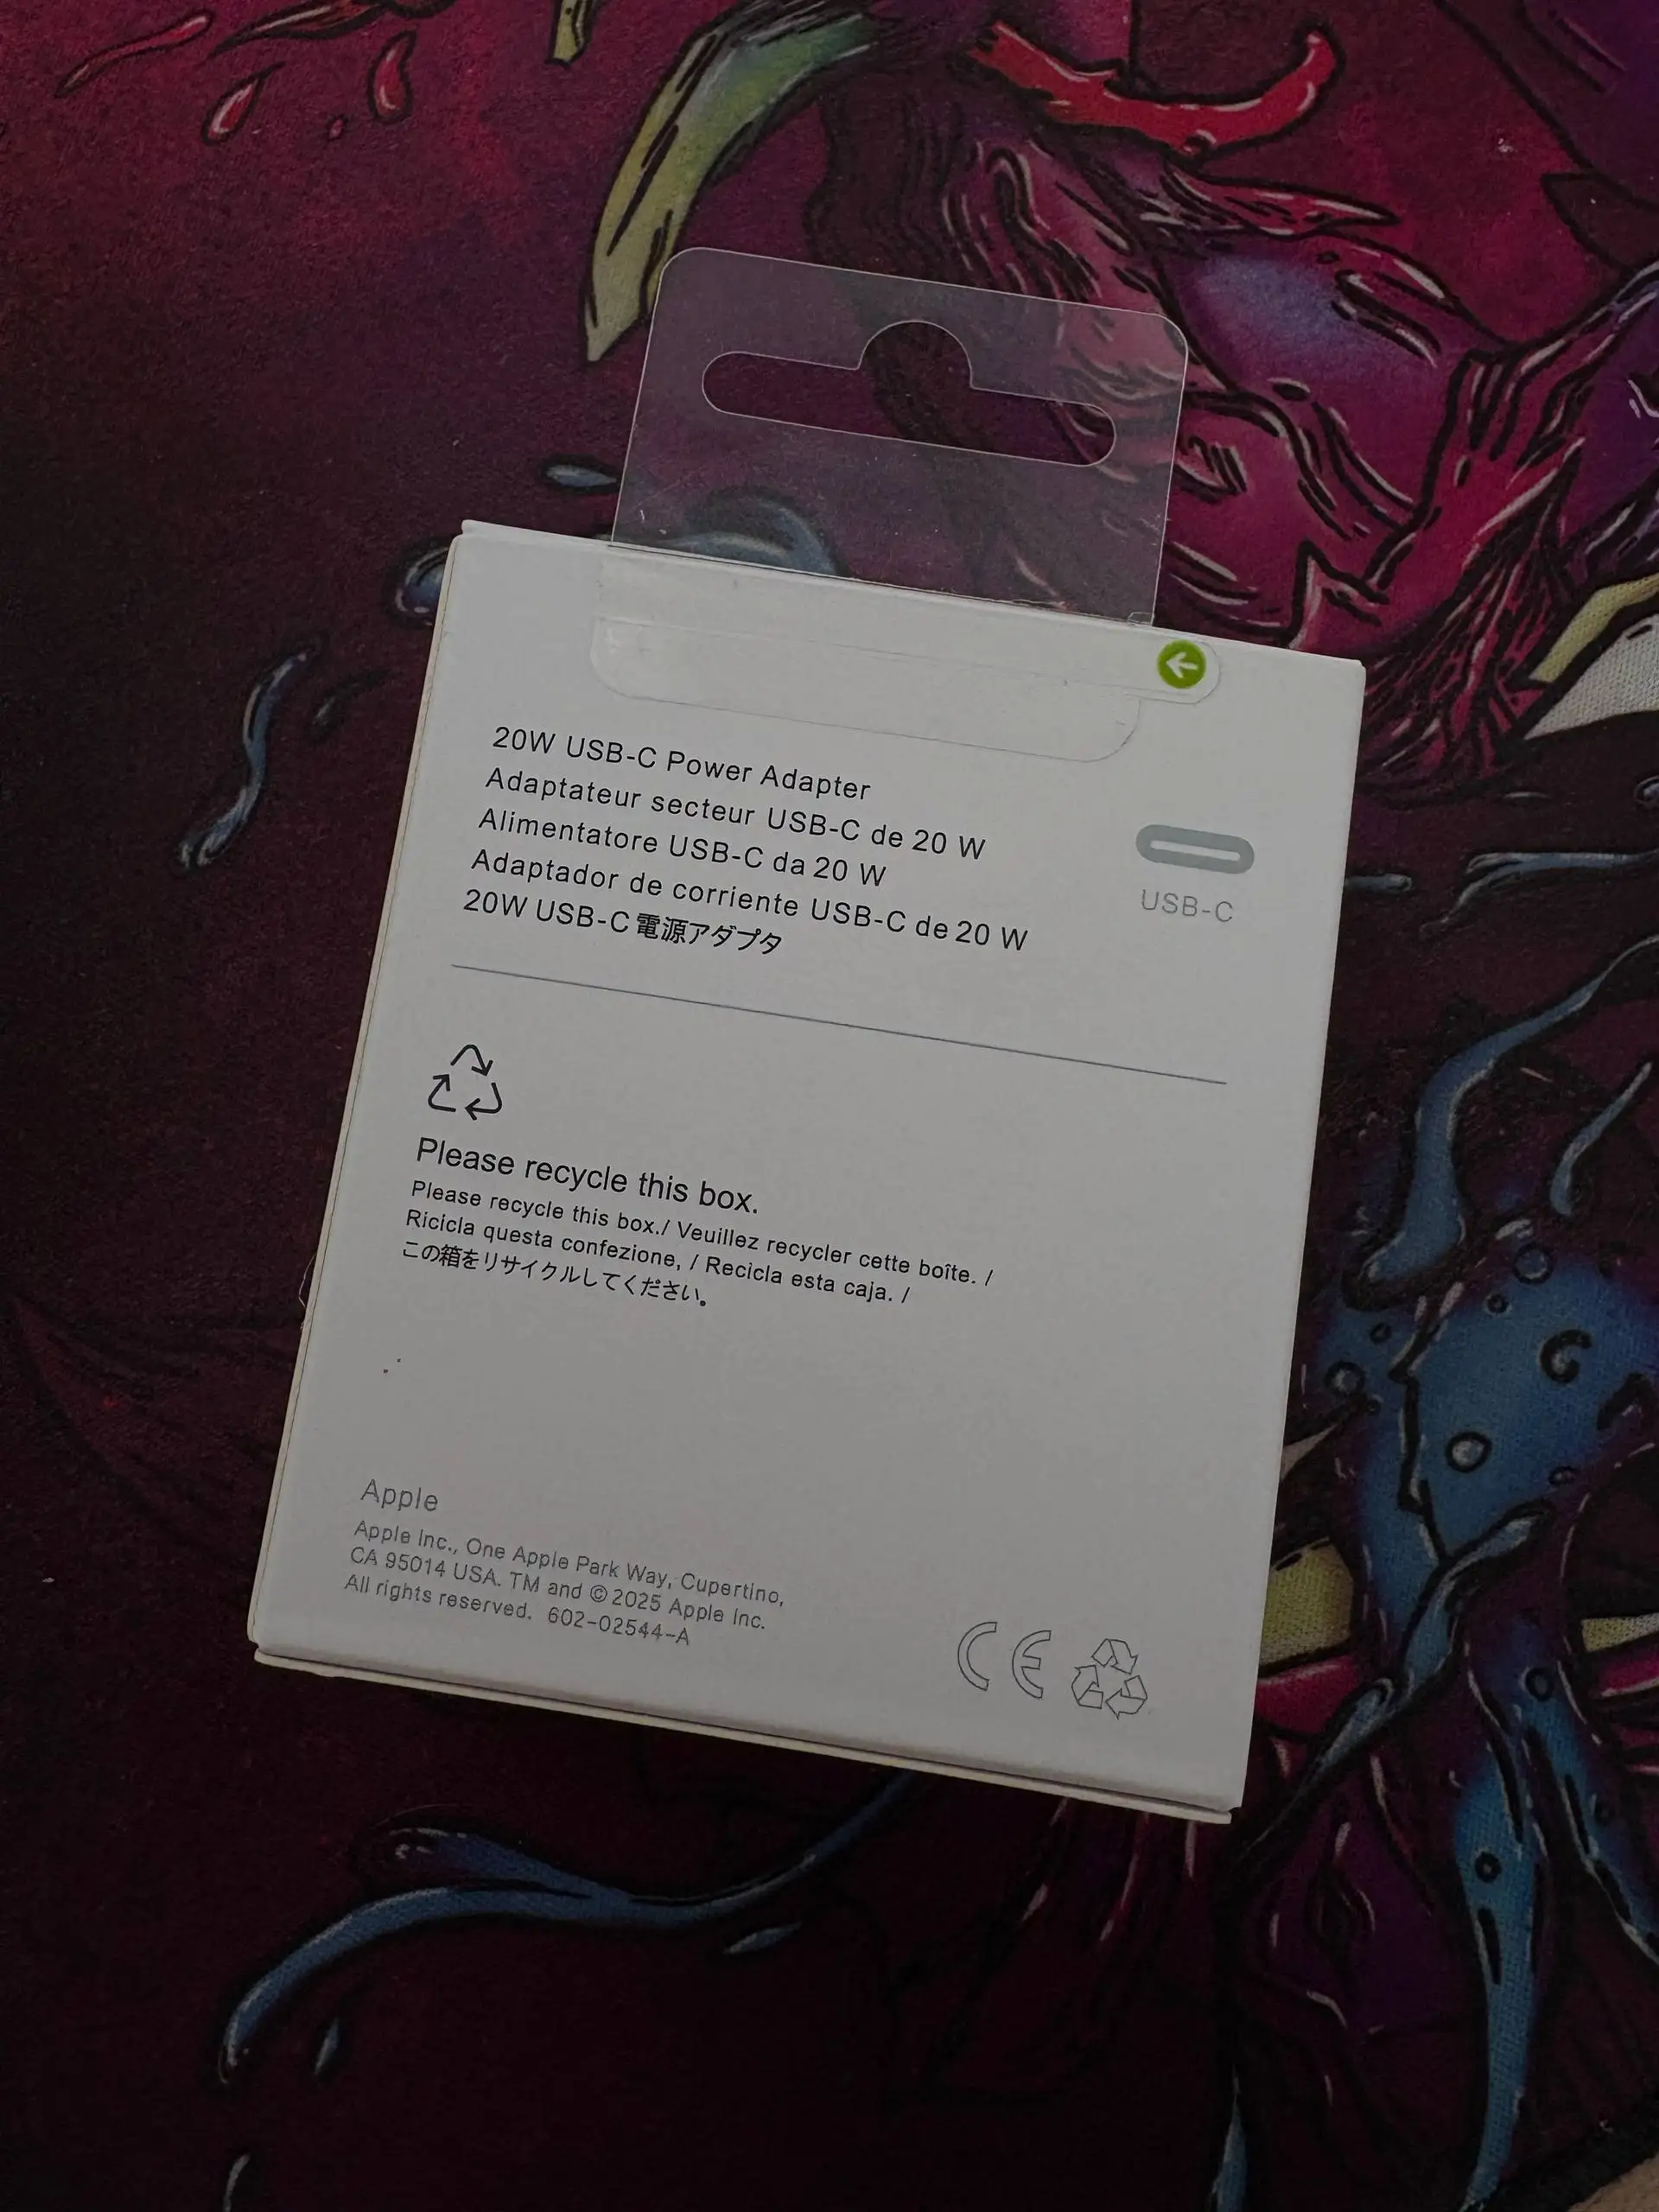 20W USB-C Power Adapter
Adaptateur secteur USB-C de 20 W
Alimentatore USB-C da 20 W
Adaptador de corriente USB-C de 20 W
20W USB-C 電源アダプタ
USB-C
Please recycle this box.
Please recycle this box./ Veuillez recycler cette boîte. /
Ricicla questa confezione, / Recicla esta caja. /
この箱をリサイクルしてください。
Apple
Apple Inc., One Apple Park Way, Cupertino,
CA 95014 USA. TM and © 2025 Apple Inc.
All rights reserved. 602-02544-A
CE